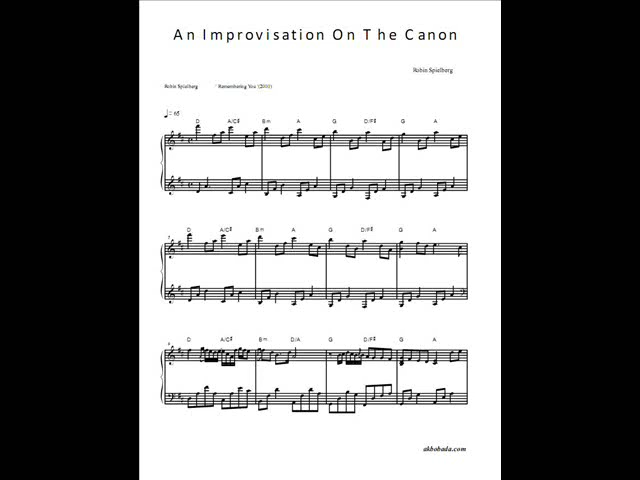 An Improvisation On The Canon
Robin Spielberg
Robin Spielberg " Remembering You (2001)
♩= 65
D A/C# Bm A G D/F# G A
D A/C# Bm A G D/F# G A
D A/C# Bm D/A G D/F# G A
akbobada.com